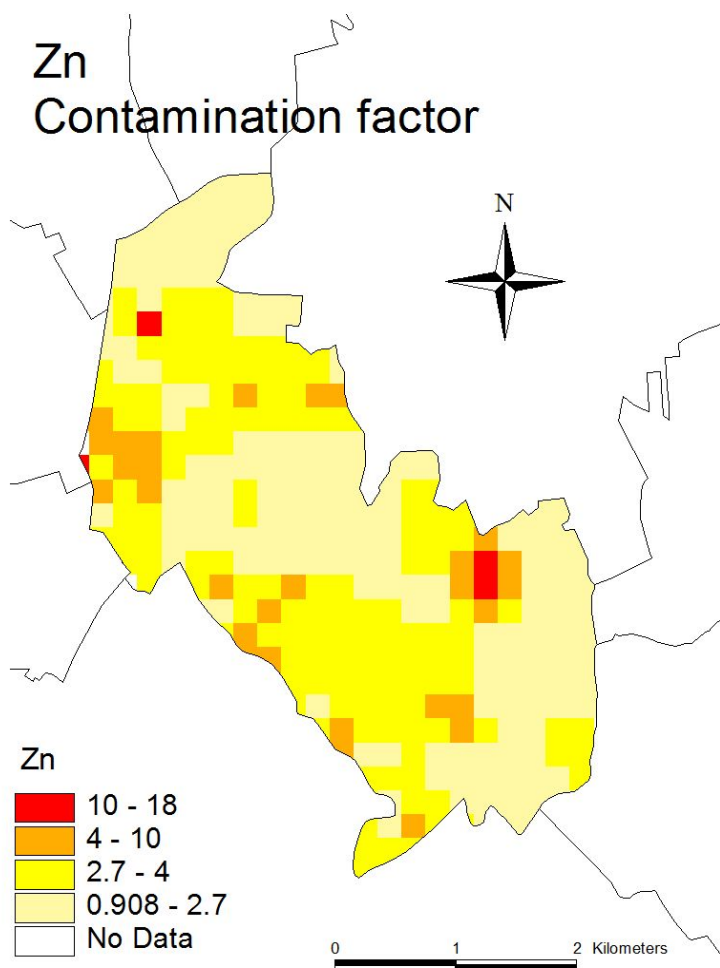 Zn
Contamination factor
N
Zn
10 - 18
4 - 10
2.7 - 4
0.908 - 2.7
No Data
0 1 2 Kilometers